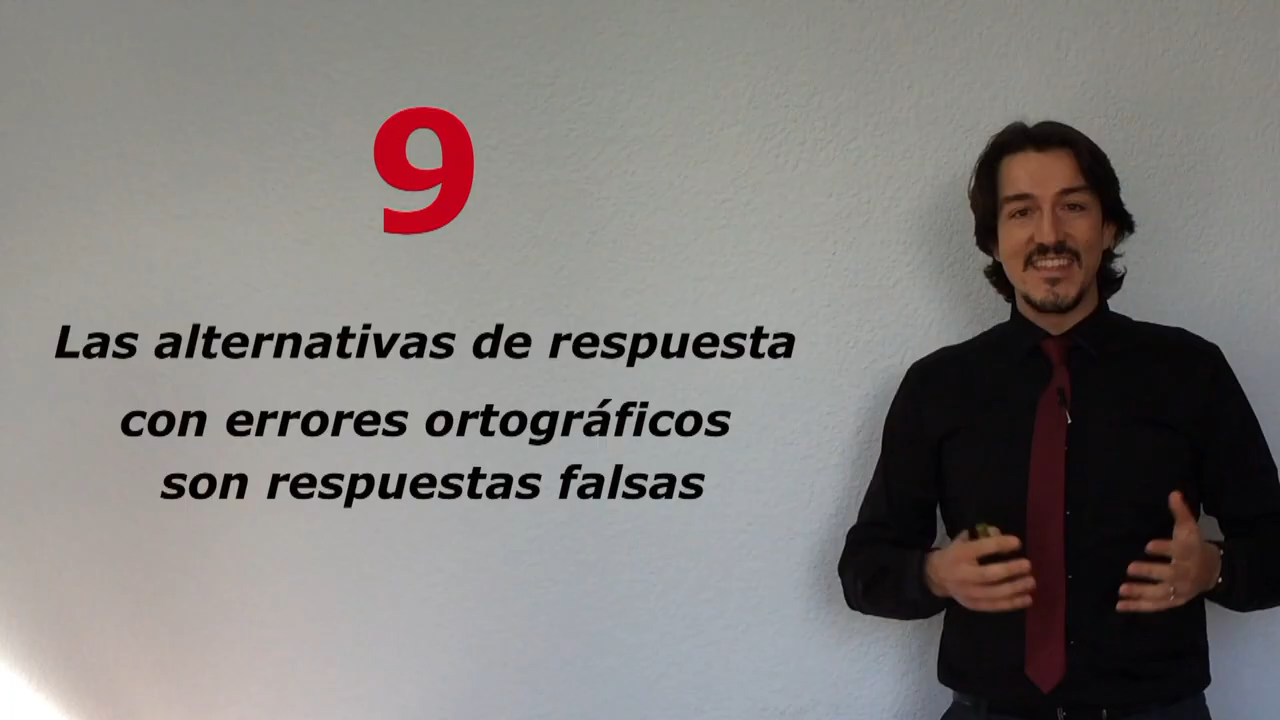 9
Las alternativas de respuesta
con errores ortográficos
son respuestas falsas